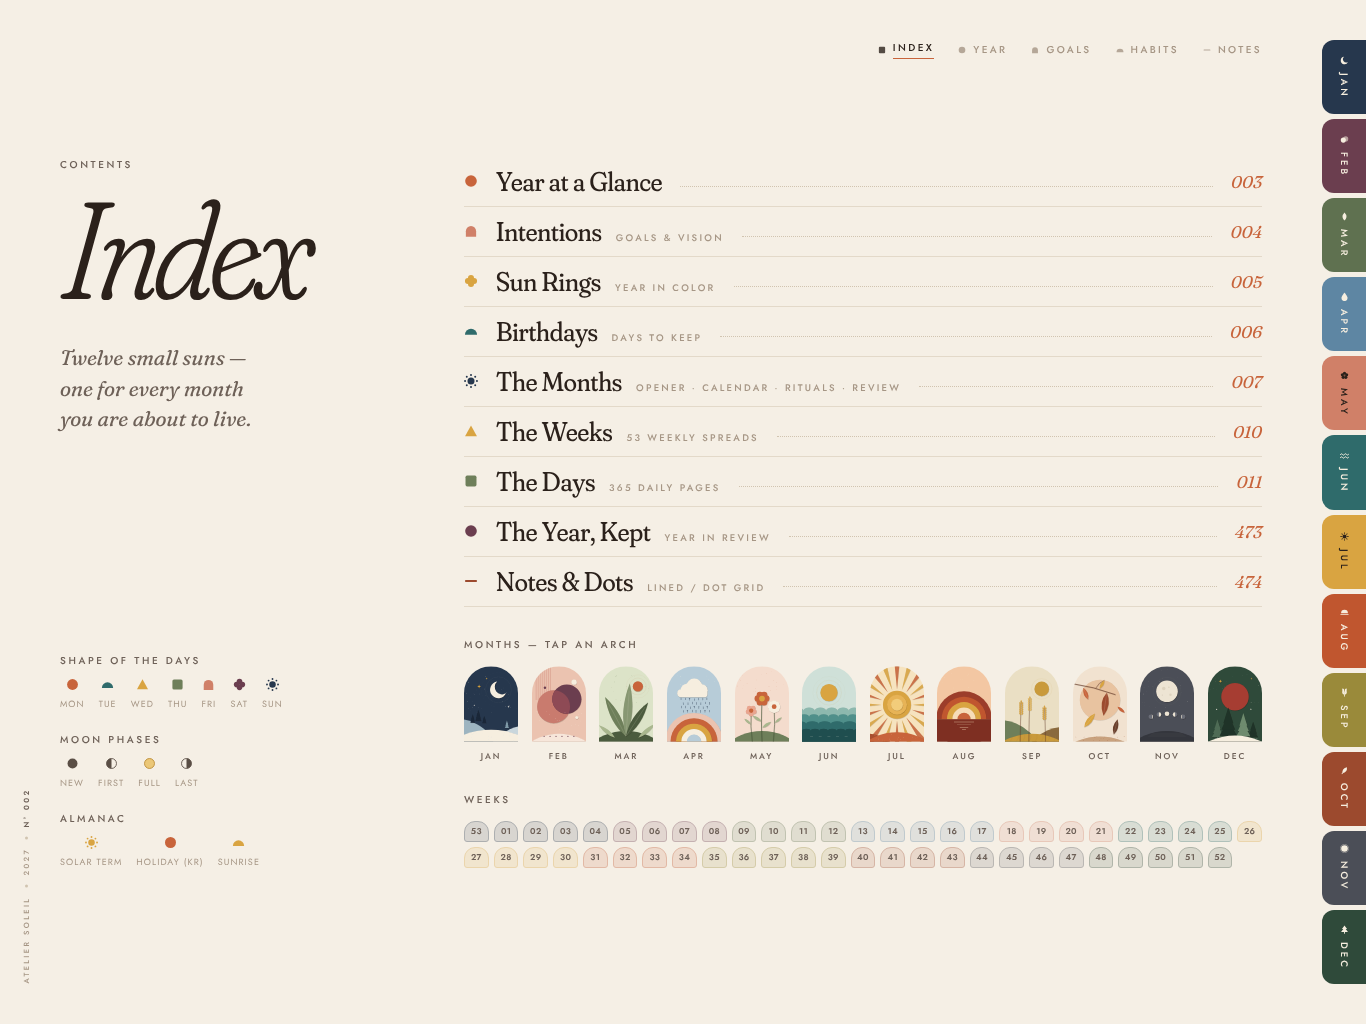 INDEX YEAR GOALS HABITS NOTES
CONTENTS
Index
Twelve small suns —
one for every month
you are about to live.
Year at a Glance 003
Intentions GOALS & VISION 004
Sun Rings YEAR IN COLOR 005
Birthdays DAYS TO KEEP 006
The Months OPENER · CALENDAR · RITUALS · REVIEW 007
The Weeks 53 WEEKLY SPREADS 010
The Days 365 DAILY PAGES 011
The Year, Kept YEAR IN REVIEW 473
Notes & Dots LINED / DOT GRID 474
SHAPE OF THE DAYS
MON TUE WED THU FRI SAT SUN
MOON PHASES
NEW FIRST FULL LAST
ALMANAC
SOLAR TERM HOLIDAY (KR) SUNRISE
MONTHS — TAP AN ARCH
JAN FEB MAR APR MAY JUN JUL AUG SEP OCT NOV DEC
WEEKS
53 01 02 03 04 05 06 07 08 09 10 11 12 13 14 15 16 17 18 19 20 21 22 23 24 25 26
27 28 29 30 31 32 33 34 35 36 37 38 39 40 41 42 43 44 45 46 47 48 49 50 51 52
ATELIER SOLEIL ◦ 2027 ◦ N° 002
JAN
FEB
MAR
APR
MAY
JUN
JUL
AUG
SEP
OCT
NOV
DEC